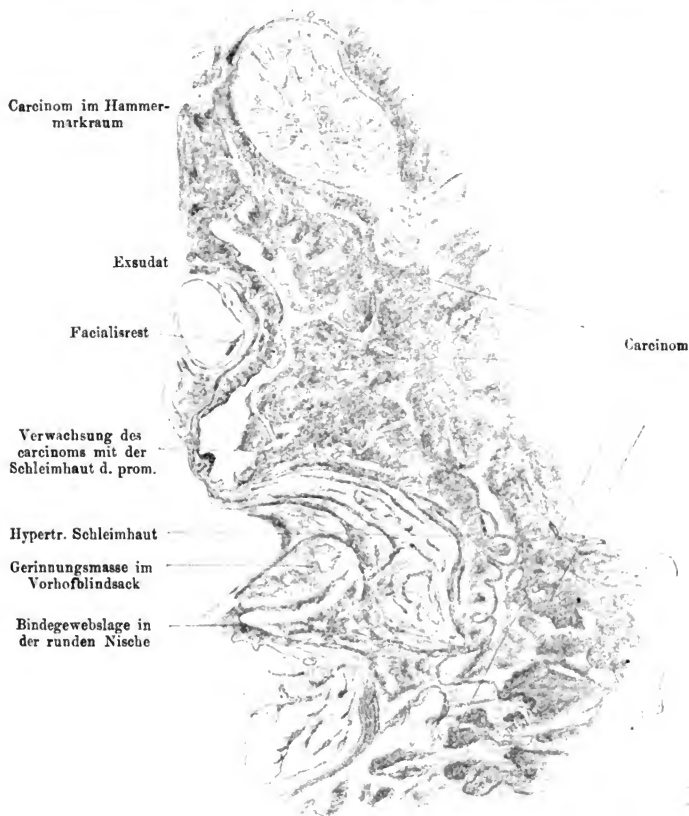 Carcinom im Hammer-
markraum
Exsudat
Facialisrest
Carcinom
Verwachsung des
carcinoms mit der
Schleimhaut d. prom.
Hypertr. Schleimhaut
Gerinnungsmasse im
Vorhofblindsack
Bindegewebslage in
der runden Nische